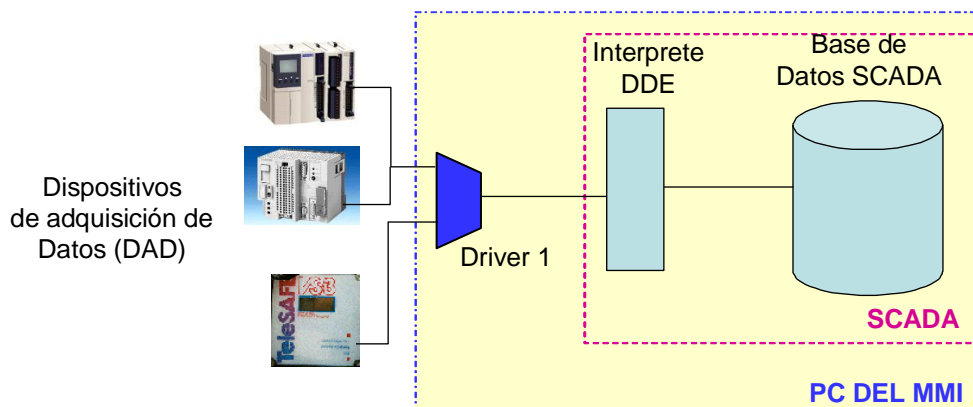 Dispositivos
de adquisición de
Datos (DAD)
TeleSAFE
Driver 1
Interprete
DDE
Base de
Datos SCADA
SCADA
PC DEL MMI